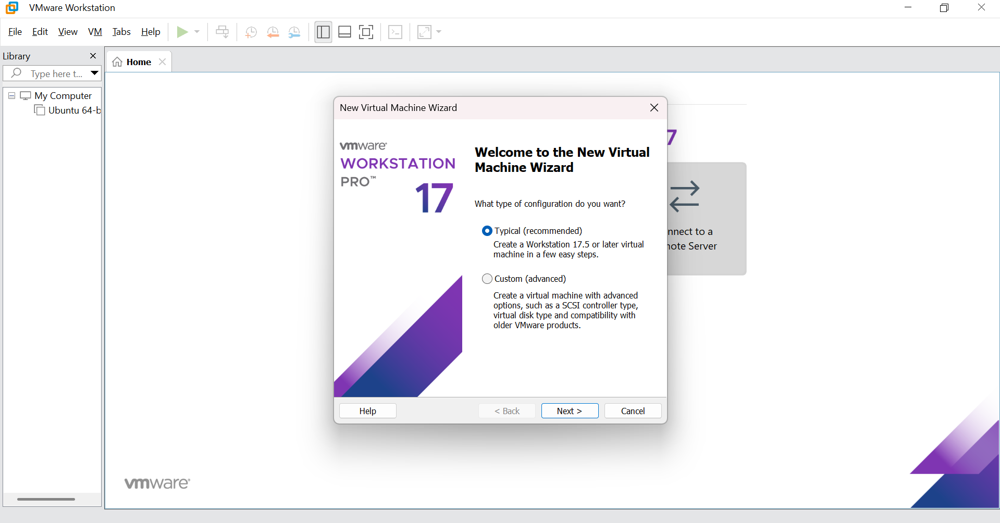 VMware Workstation
File Edit View VM Tabs Help
Library
Type here t...
My Computer
Ubuntu 64-b
Home
New Virtual Machine Wizard
vmware®
WORKSTATION
PRO™
17
Welcome to the New Virtual
Machine Wizard
What type of configuration do you want?
Typical (recommended)
Create a Workstation 17.5 or later virtual
machine in a few easy steps.
Custom (advanced)
Create a virtual machine with advanced
options, such as a SCSI controller type,
virtual disk type and compatibility with
older VMware products.
Help < Back Next > Cancel
7
nnect to a
note Server
vmware®